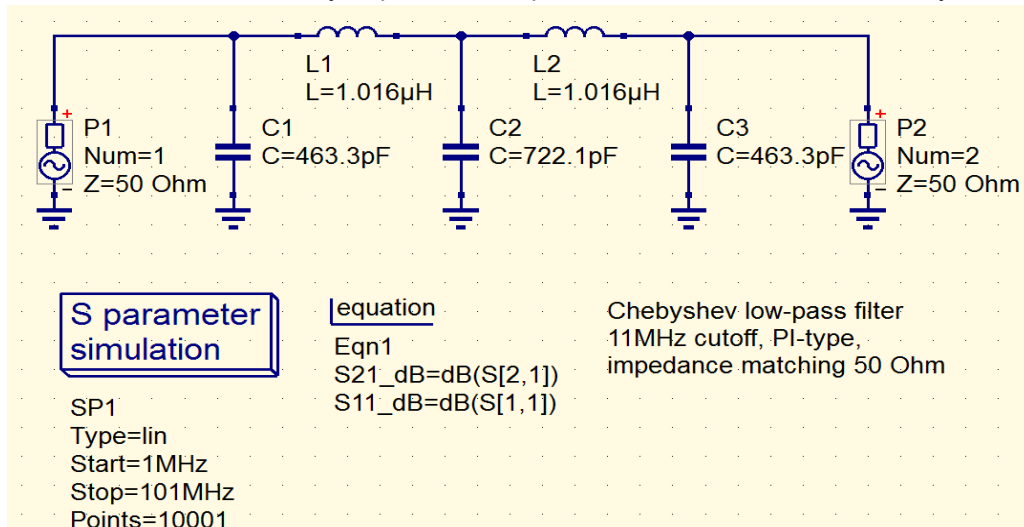 L1
L=1.016µH
L2
L=1.016µH
+
P1
Num=1
Z=50 Ohm
−
C1
C=463.3pF
C2
C=722.1pF
C3
C=463.3pF
+
P2
Num=2
Z=50 Ohm
−
S parameter
simulation
equation
Eqn1
S21_dB=dB(S[2,1])
S11_dB=dB(S[1,1])
Chebyshev low-pass filter
11MHz cutoff, PI-type,
impedance matching 50 Ohm
SP1
Type=lin
Start=1MHz
Stop=101MHz
Points=10001